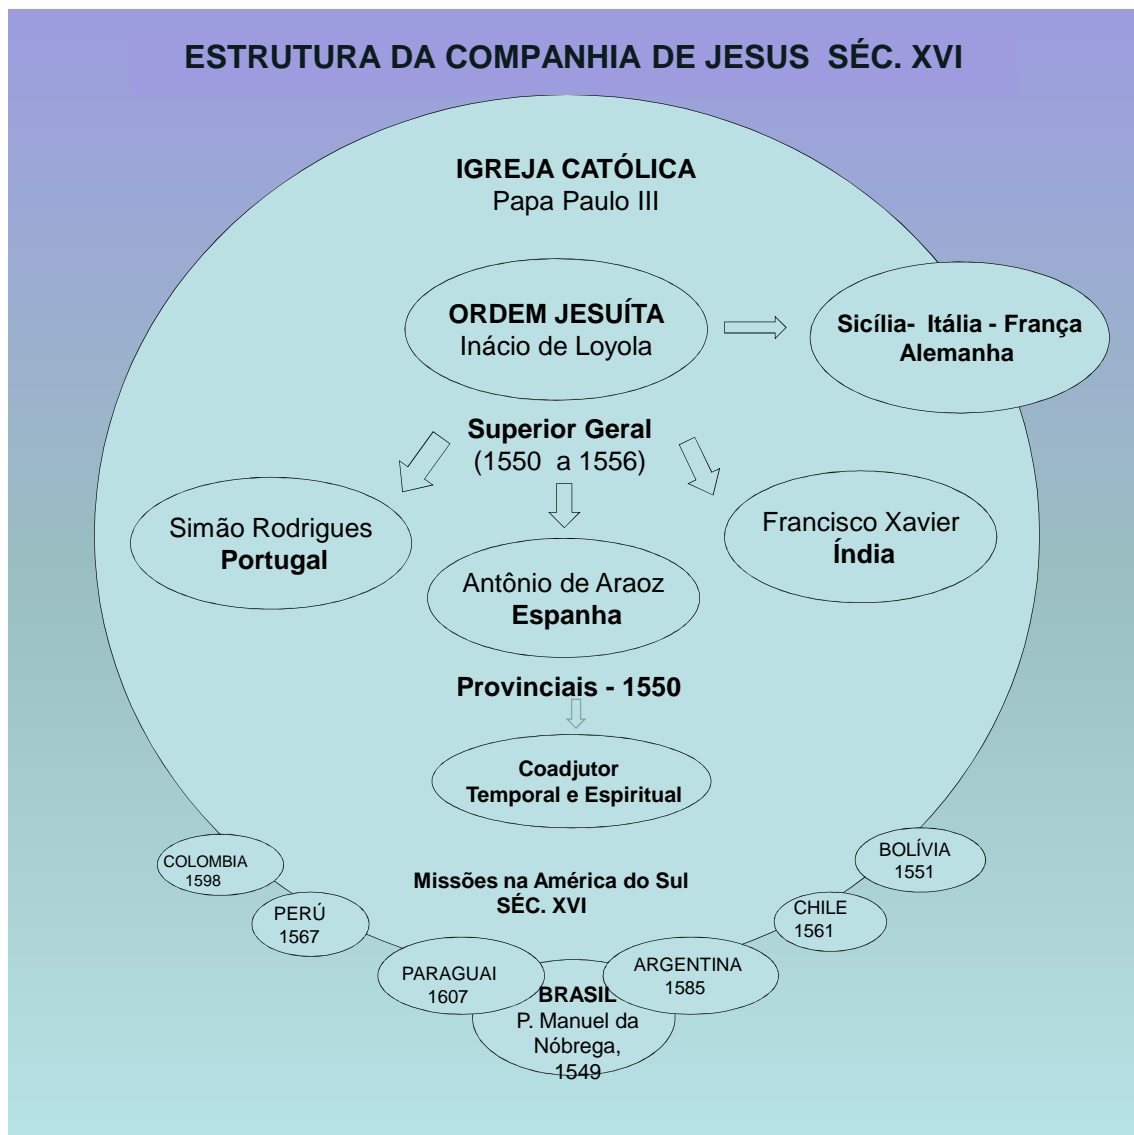 ESTRUTURA DA COMPANHIA DE JESUS SÉC. XVI
IGREJA CATÓLICA
Papa Paulo III
ORDEM JESUÍTA
Inácio de Loyola
Sicília- Itália - França
Alemanha
Superior Geral
(1550 a 1556)
Simão Rodrigues
Portugal
Antônio de Araoz
Espanha
Francisco Xavier
Índia
Provinciais - 1550
Coadjutor
Temporal e Espiritual
COLOMBIA
1598
PERÚ
1567
PARAGUAI
1607
Missões na América do Sul
SÉC. XVI
BRASIL
P. Manuel da
Nóbrega,
1549
ARGENTINA
1585
CHILE
1561
BOLÍVIA
1551